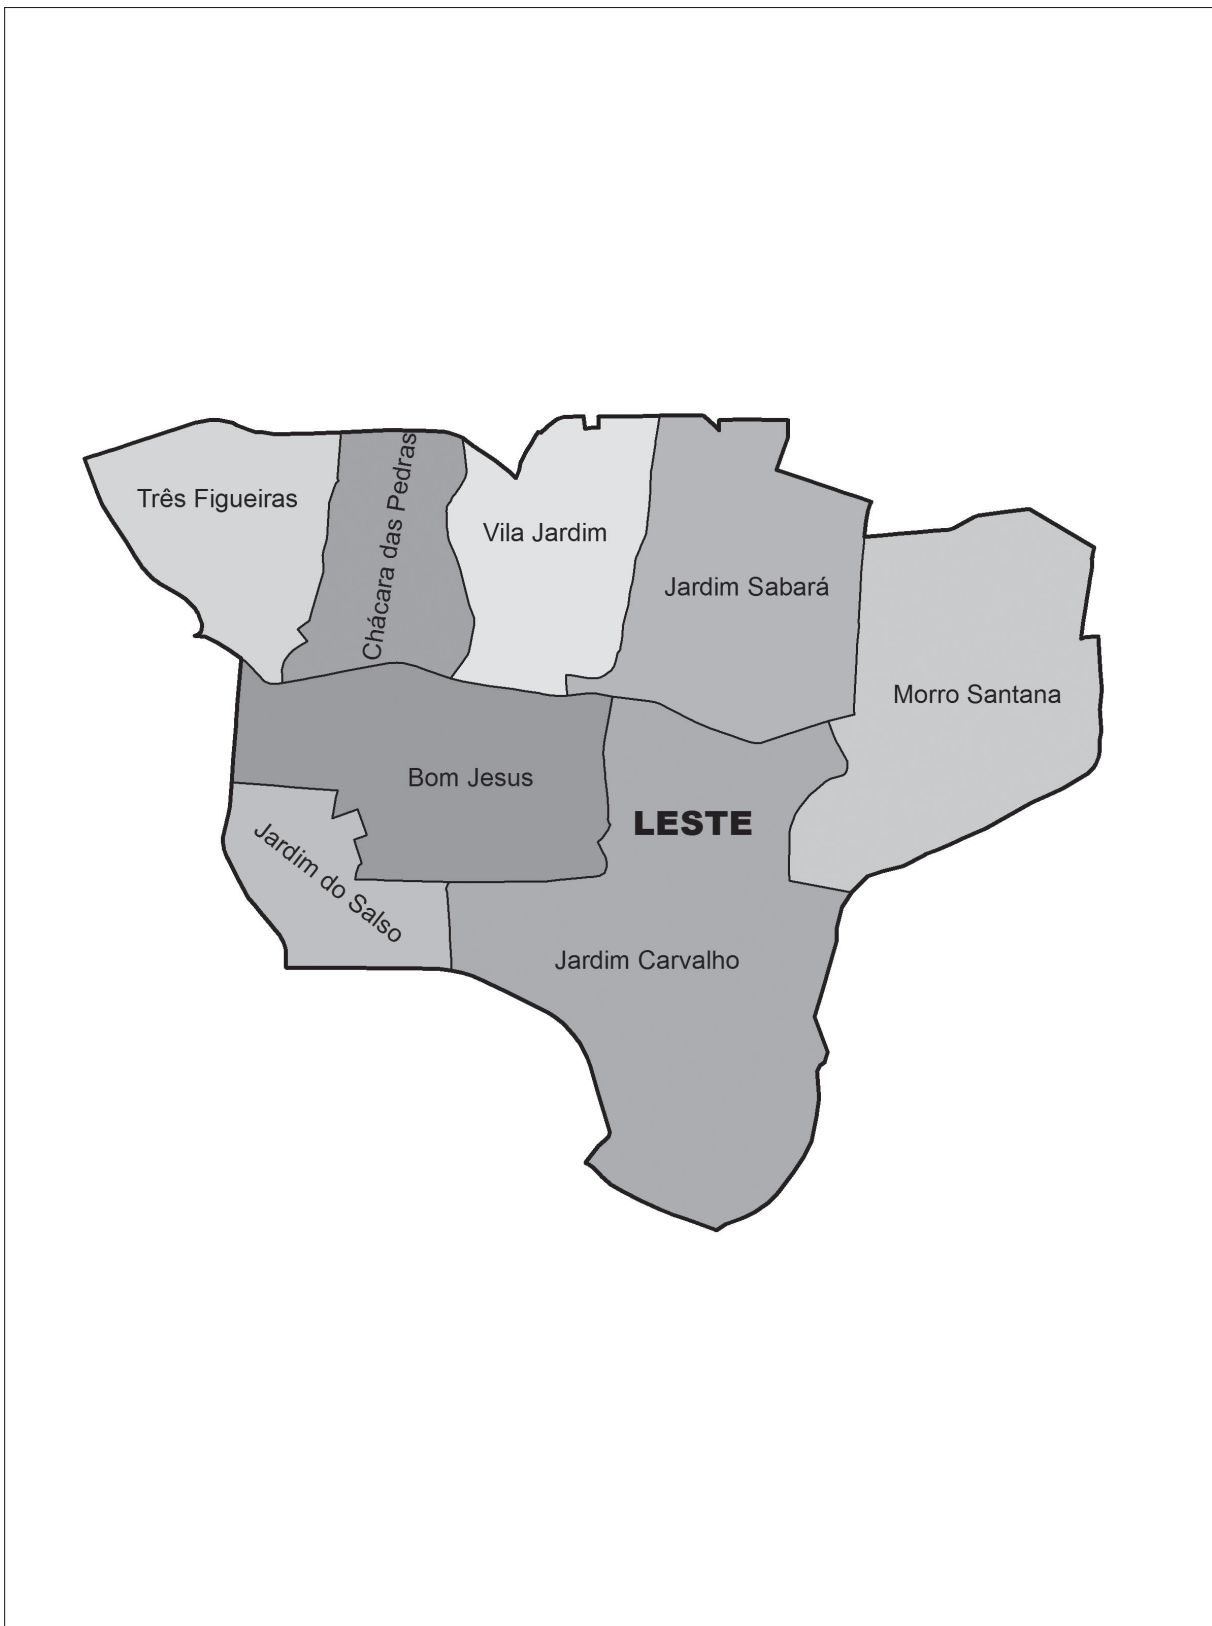 Três Figueiras
Chácara das Pedras
Vila Jardim
Jardim Sabará
Morro Santana
Bom Jesus
LESTE
Jardim do Salso
Jardim Carvalho